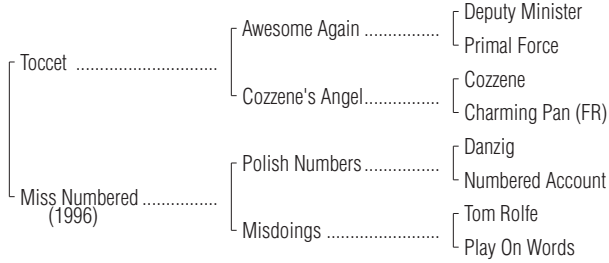 Deputy Minister
Awesome Again ................
Primal Force
Toccet .............................
Cozzene
Cozzene's Angel................
Charming Pan (FR)
Danzig
Polish Numbers................
Numbered Account
Miss Numbered ................
(1996)
Tom Rolfe
Misdoings ........................
Play On Words